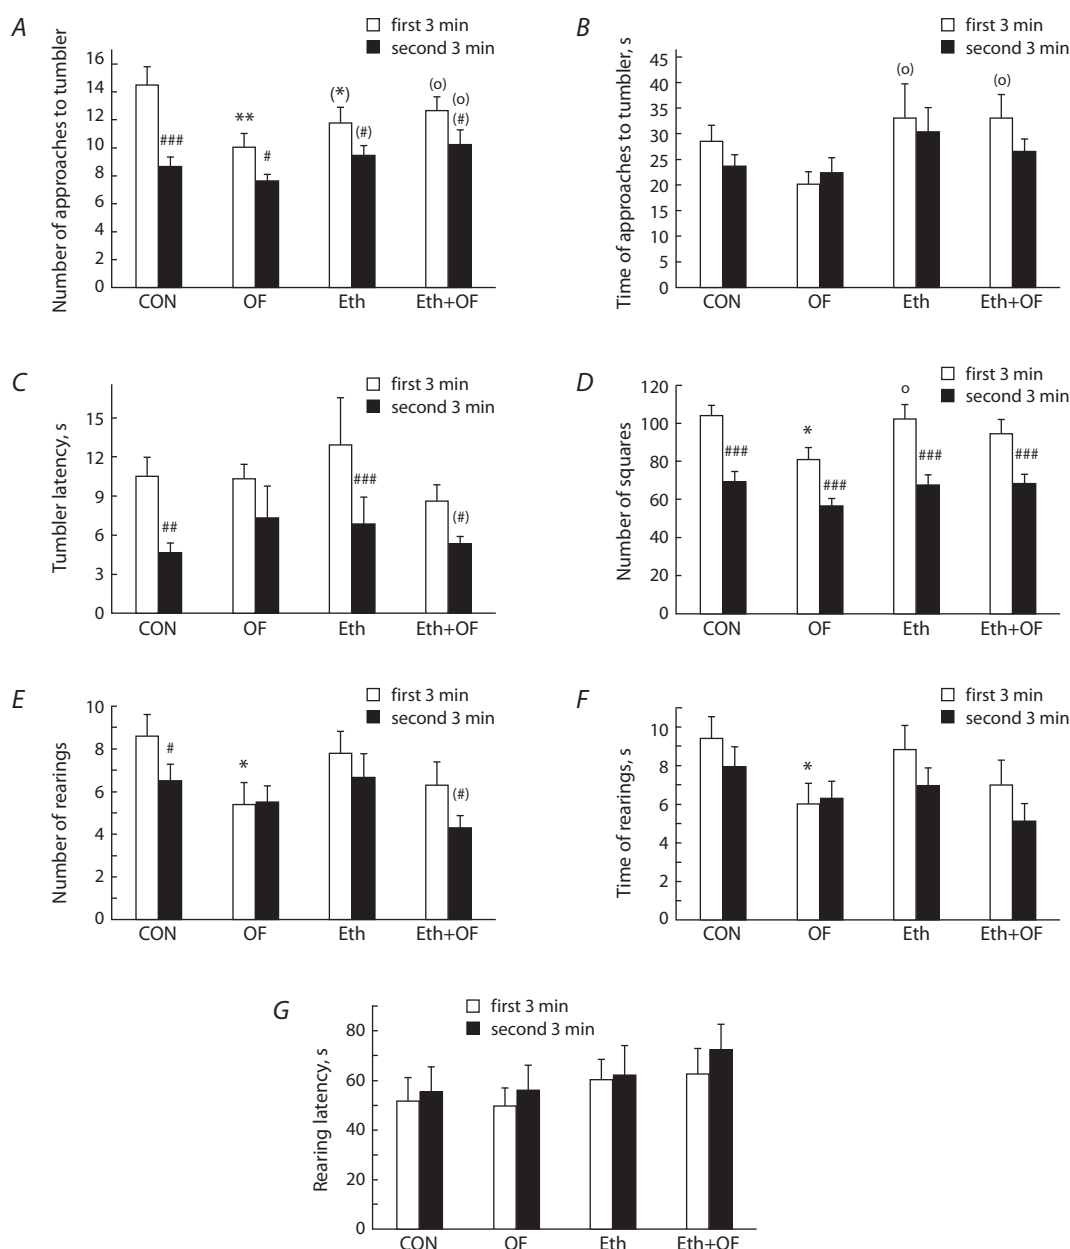 A
Number of approaches to tumbler
first 3 min
second 3 min
16
14
12
10
8
6
4
2
0
###
**
#
(*)
(#)
(o)
(o)
(#)
CON OF Eth Eth+OF
B
Time of approaches to tumbler, s
first 3 min
second 3 min
45
40
35
30
25
20
15
10
5
0
(o)
(o)
CON OF Eth Eth+OF
C
Tumbler latency, s
first 3 min
second 3 min
15
12
9
6
3
0
##
###
(#)
CON OF Eth Eth+OF
D
Number of squares
first 3 min
second 3 min
120
100
80
60
40
20
0
###
*
###
o
###
###
CON OF Eth Eth+OF
E
Number of rearings
first 3 min
second 3 min
10
8
6
4
2
0
#
*
(#)
CON OF Eth Eth+OF
F
Time of rearings, s
first 3 min
second 3 min
10
8
6
4
2
0
*
CON OF Eth Eth+OF
G
Rearing latency, s
first 3 min
second 3 min
80
60
40
20
0
CON OF Eth Eth+OF